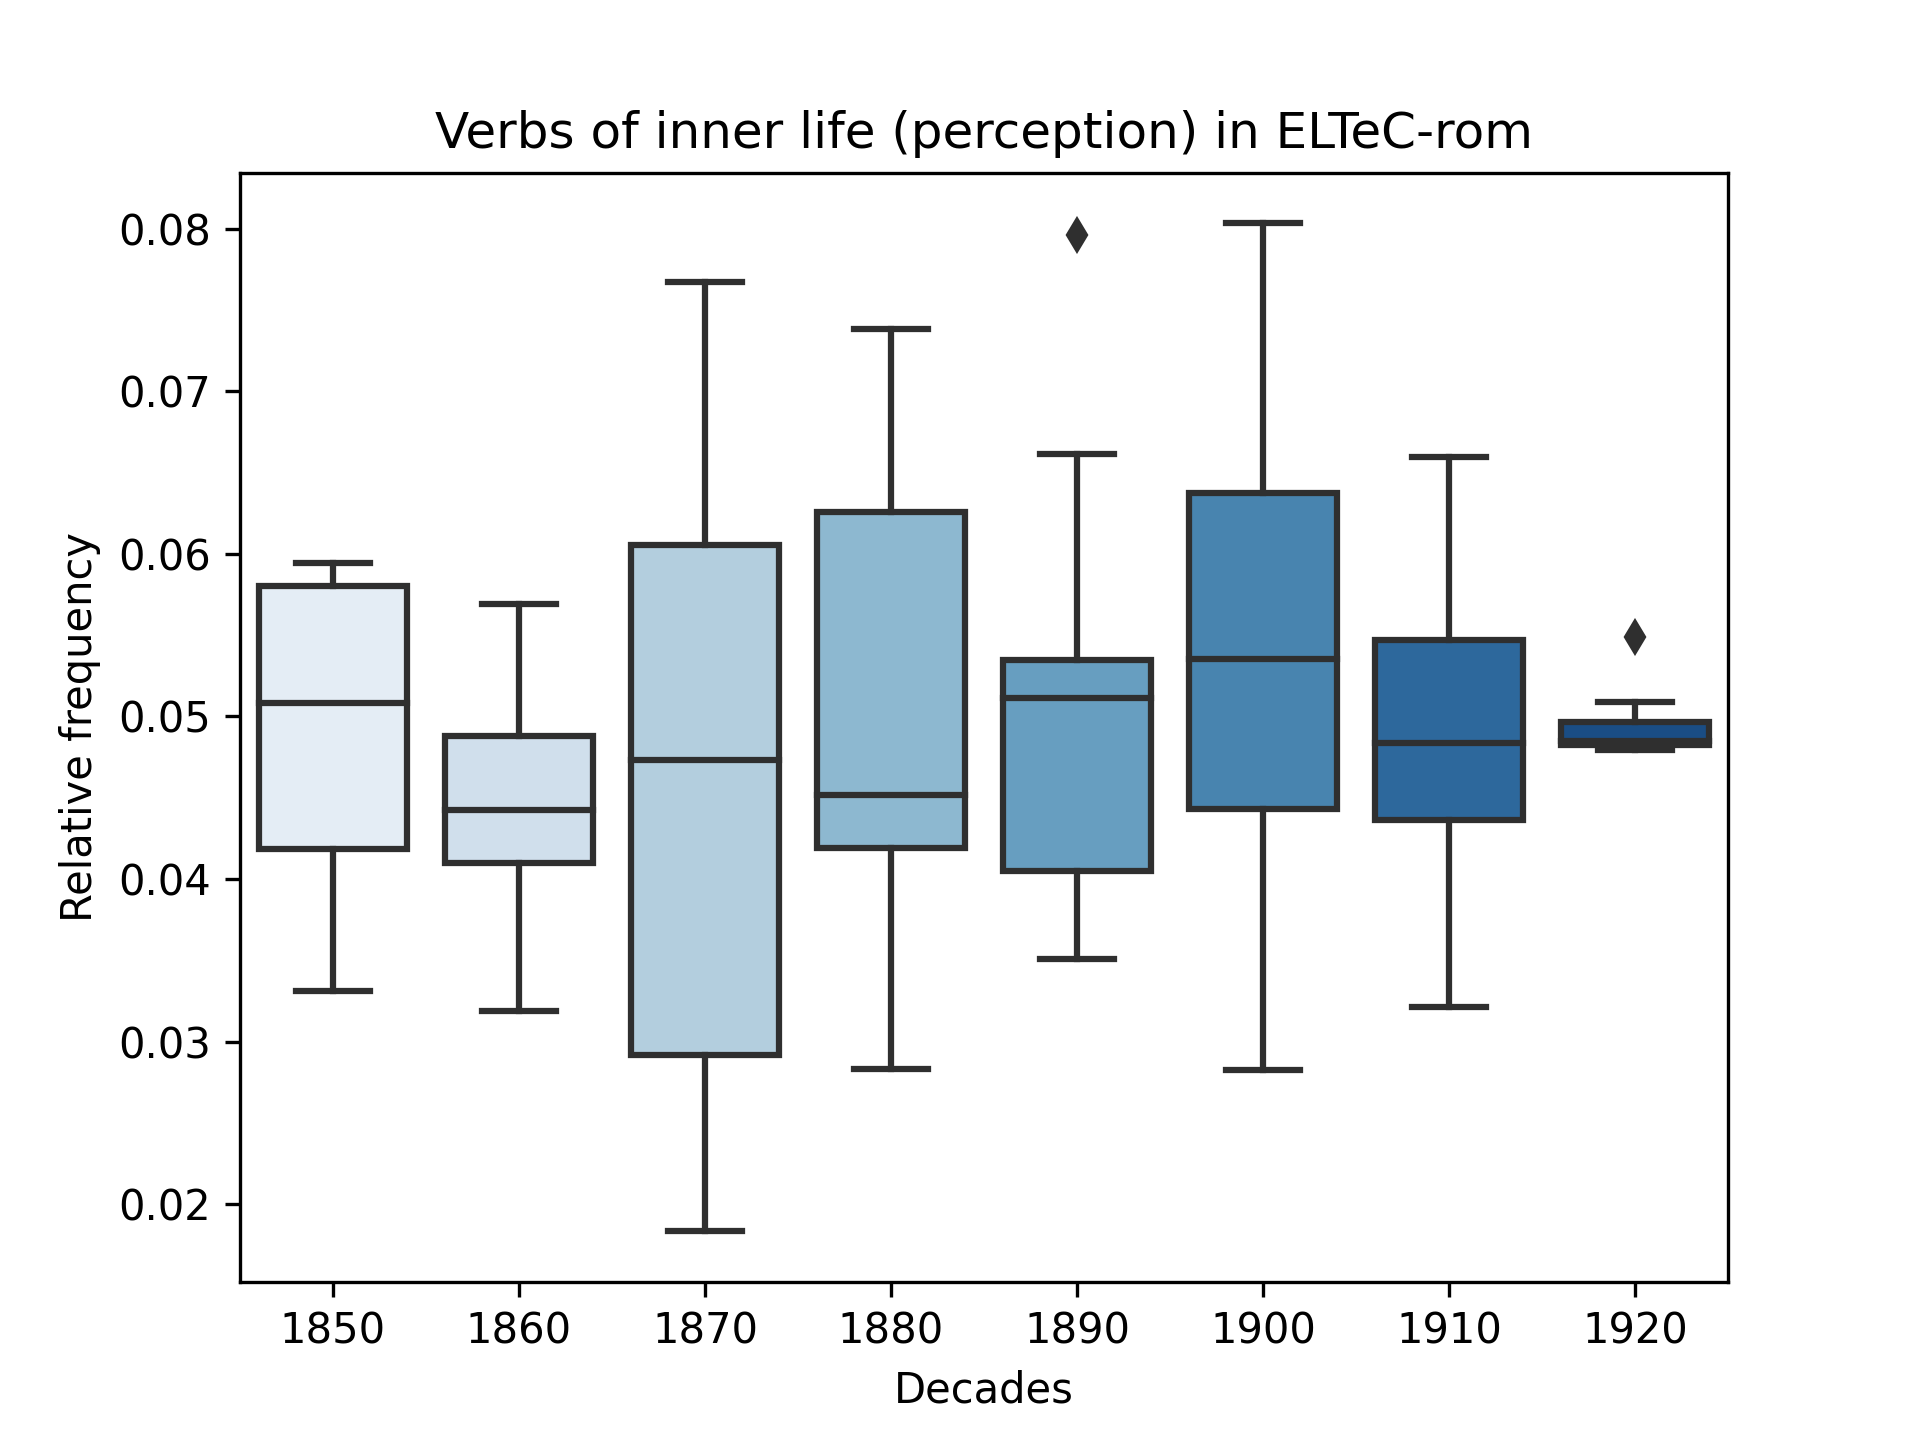 Verbs of inner life (perception) in ELTeC-rom
0.08
0.07
0.06
0.05
0.04
0.03
0.02
Relative frequency
1850 1860 1870 1880 1890 1900 1910 1920
Decades